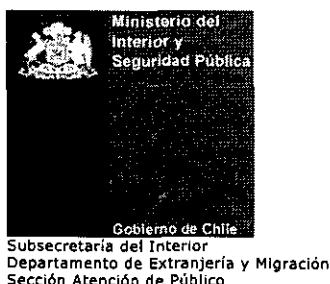 Ministerio del
Interior y
Seguridad Pública
Gobierno de Chile
Subsecretaría del Interior
Departamento de Extranjería y Migración
Sección Atención de Público